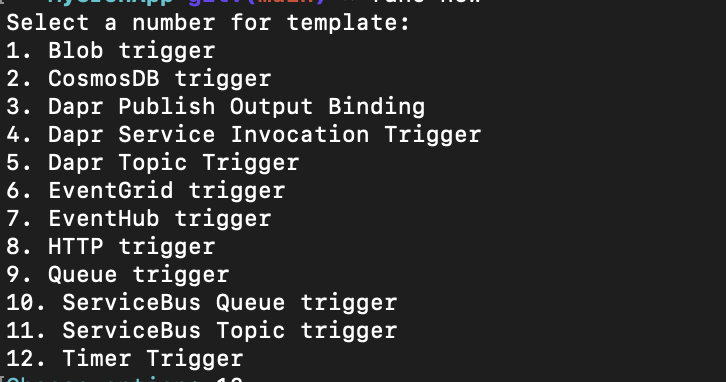 Select a number for template:
1. Blob trigger
2. CosmosDB trigger
3. Dapr Publish Output Binding
4. Dapr Service Invocation Trigger
5. Dapr Topic Trigger
6. EventGrid trigger
7. EventHub trigger
8. HTTP trigger
9. Queue trigger
10. ServiceBus Queue trigger
11. ServiceBus Topic trigger
12. Timer Trigger